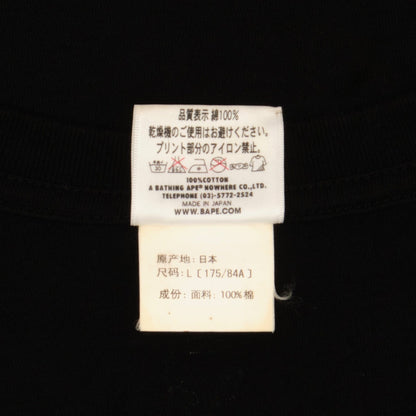 品質表示 綿100%
乾燥機のご使用はお避けください。
プリント部分のアイロン禁止。
100%COTTON
A BATHING APE® NOWHERE CO.,LTD.
TELEPHONE (03)-5772-2524
MADE IN JAPAN
WWW.BAPE.COM
原产地: 日本
尺码: L [175/84A]
成份: 面料: 100%棉